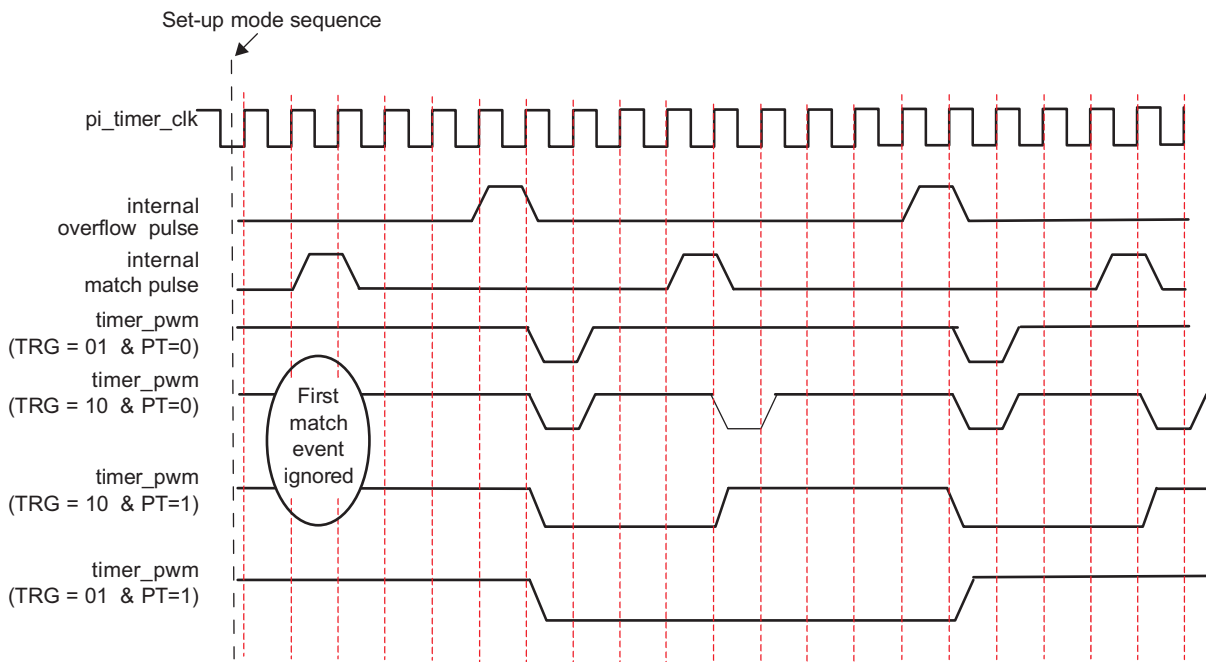 Set-up mode sequence
pi_timer_clk
internal
overflow pulse
internal
match pulse
timer_pwm
(TRG = 01 & PT=0)
timer_pwm
(TRG = 10 & PT=0)
First
match
event
ignored
timer_pwm
(TRG = 10 & PT=1)
timer_pwm
(TRG = 01 & PT=1)